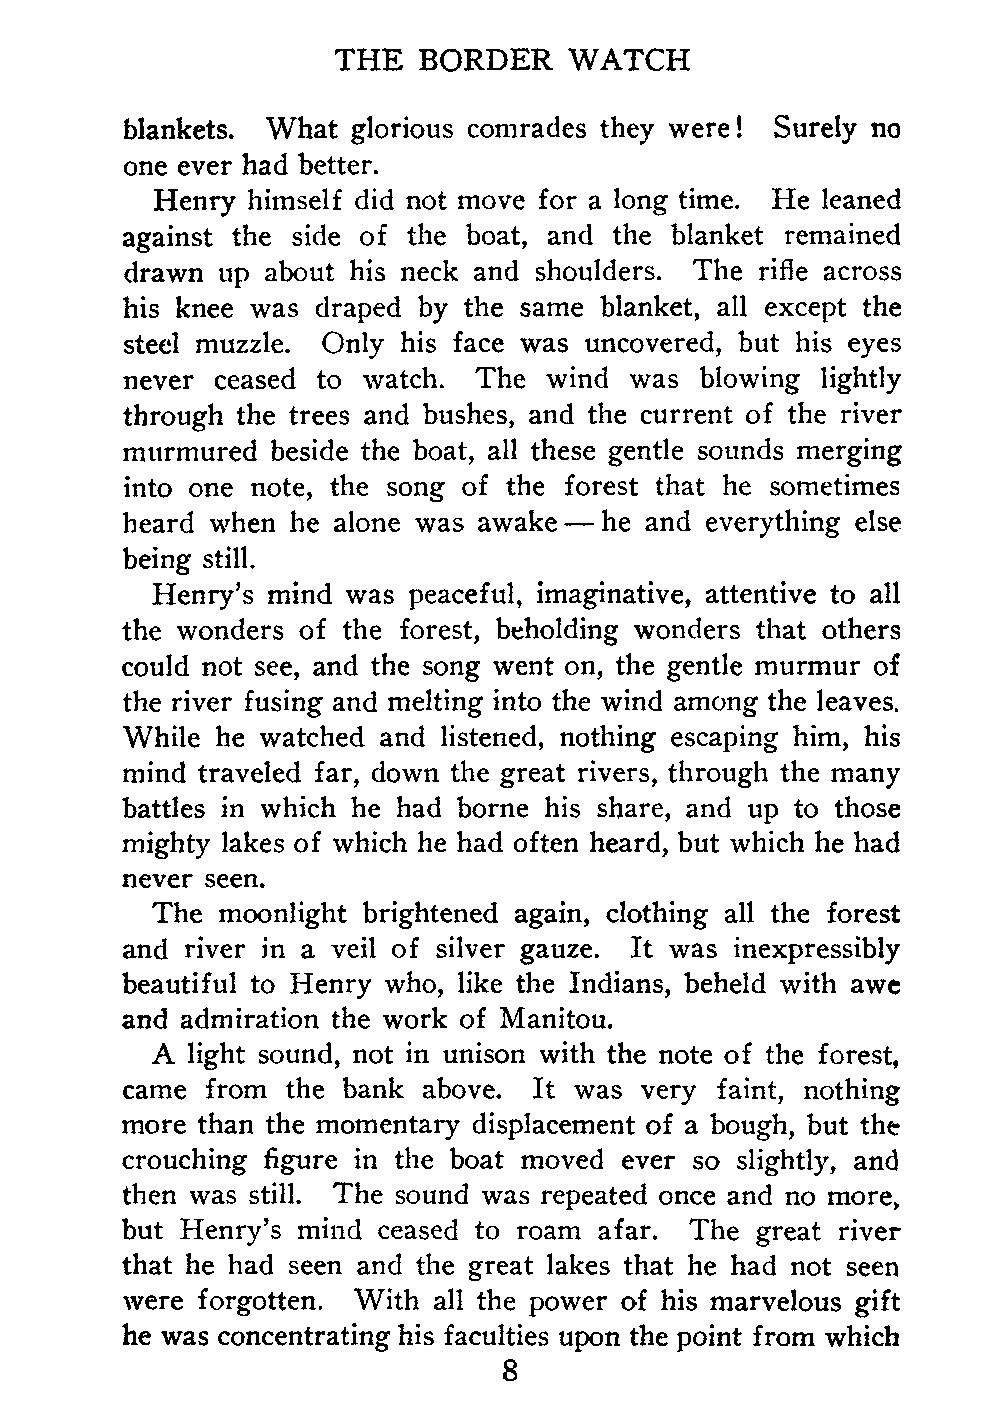 THE BORDER WATCH
blankets. What glorious comrades they were! Surely no
one ever had better.
Henry himself did not move for a long time. He leaned
against the side of the boat, and the blanket remained
drawn up about his neck and shoulders. The rifle across
his knee was draped by the same blanket, all except the
steel muzzle. Only his face was uncovered, but his eyes
never ceased to watch. The wind was blowing lightly
through the trees and bushes, and the current of the river
murmured beside the boat, all these gentle sounds merging
into one note, the song of the forest that he sometimes
heard when he alone was awake — he and everything else
being still.
Henry's mind was peaceful, imaginative, attentive to all
the wonders of the forest, beholding wonders that others
could not see, and the song went on, the gentle murmur of
the river fusing and melting into the wind among the leaves.
While he watched and listened, nothing escaping him, his
mind traveled far, down the great rivers, through the many
battles in which he had borne his share, and up to those
mighty lakes of which he had often heard, but which he had
never seen.
The moonlight brightened again, clothing all the forest
and river in a veil of silver gauze. It was inexpressibly
beautiful to Henry who, like the Indians, beheld with awe
and admiration the work of Manitou.
A light sound, not in unison with the note of the forest,
came from the bank above. It was very faint, nothing
more than the momentary displacement of a bough, but the
crouching figure in the boat moved ever so slightly, and
then was still. The sound was repeated once and no more,
but Henry's mind ceased to roam afar. The great river
that he had seen and the great lakes that he had not seen
were forgotten. With all the power of his marvelous gift
he was concentrating his faculties upon the point from which
8